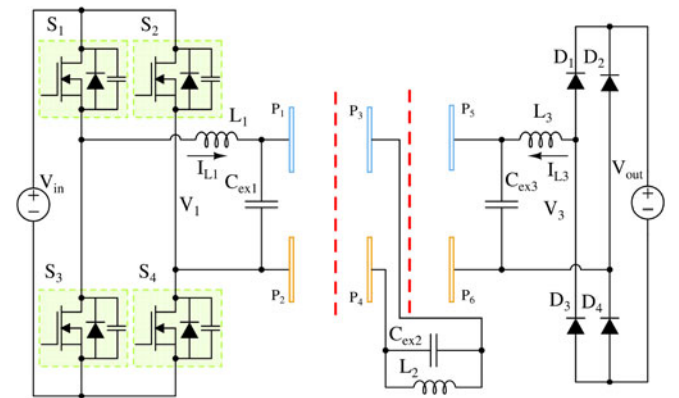 S1 S2
D1 D2
L1
P1 P3 P5
L3
IL1
IL3
Vin
Cex1
Cex3
Vout
V1
V3
S3 S4
P2 P4 P6
D3 D4
Cex2
L2